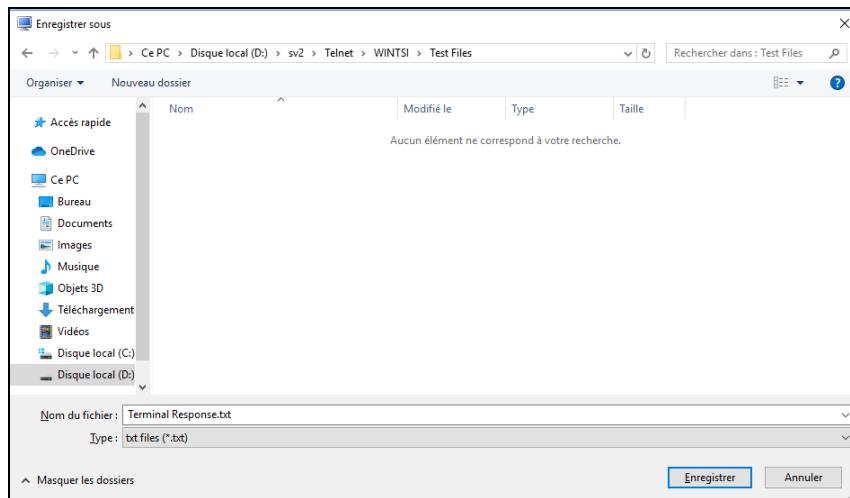 Enregistrer sous
Ce PC > Disque local (D:) > sv2 > Telnet > WINTSI > Test Files
Rechercher dans : Test Files
Organiser
Nouveau dossier
Nom
Modifié le
Type
Taille
Aucun élément ne correspond à votre recherche.
Accès rapide
OneDrive
Ce PC
Bureau
Documents
Images
Musique
Objets 3D
Téléchargement
Vidéos
Disque local (C:)
Disque local (D:)
Nom du fichier : Terminal Response.txt
Type : txt files (*.txt)
Masquer les dossiers
Enregistrer
Annuler